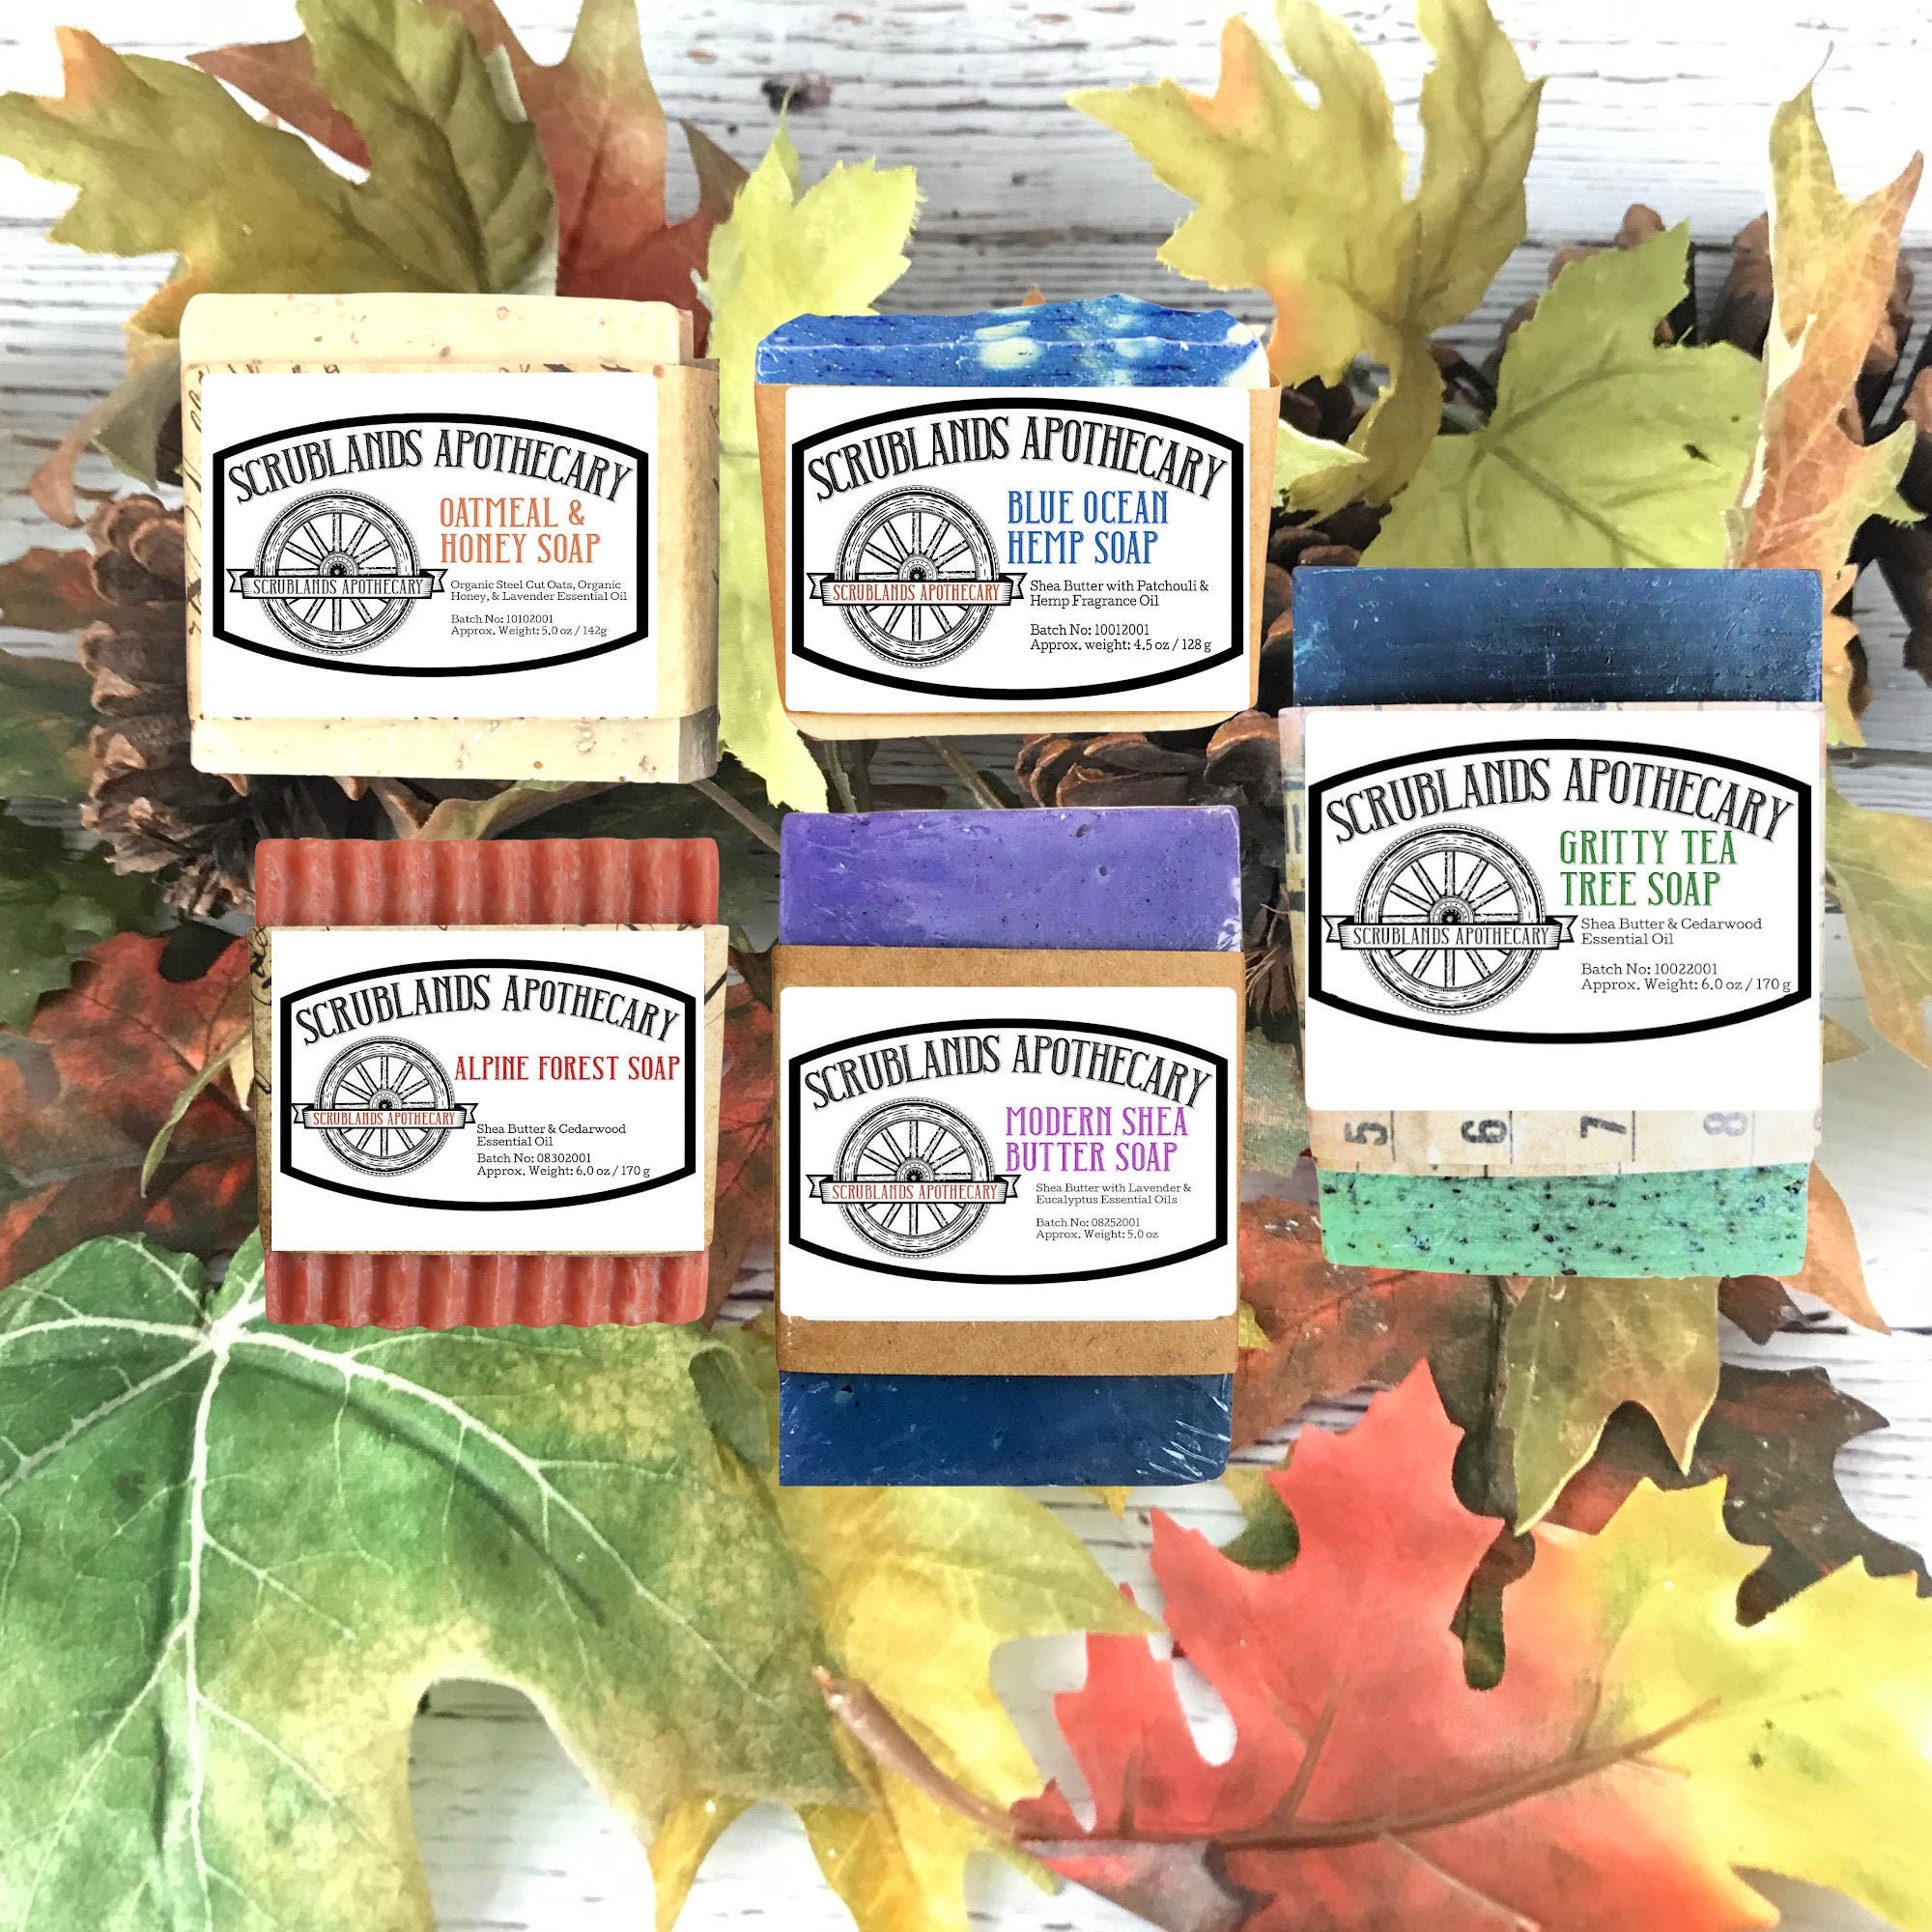 SCRUBLANDS APOTHECARY
OATMEAL &
HONEY SOAP
SCRUBLANDS APOTHECARY
Organic Steel Cut Oats, Organic
Honey, & Lavender Essential Oil
Batch No: 10102001
Approx. Weight: 5.0 oz / 142g
SCRUBLANDS APOTHECARY
BLUE OCEAN
HEMP SOAP
SCRUBLANDS APOTHECARY
Shea Butter with Patchouli &
Hemp Fragrance Oil
Batch No: 10012001
Approx. weight: 4.5 oz / 128 g
SCRUBLANDS APOTHECARY
GRITTY TEA
TREE SOAP
SCRUBLANDS APOTHECARY
Shea Butter & Cedarwood
Essential Oil
Batch No: 10022001
Approx. Weight: 6.0 oz / 170 g
5 6 7 8
SCRUBLANDS APOTHECARY
ALPINE FOREST SOAP
SCRUBLANDS APOTHECARY
Shea Butter & Cedarwood
Essential Oil
Batch No: 08302001
Approx. Weight: 6.0 oz / 170 g
SCRUBLANDS APOTHECARY
MODERN SHEA
BUTTER SOAP
SCRUBLANDS APOTHECARY
Shea Butter with Lavender &
Eucalyptus Essential Oils
Batch No: 08252001
Approx. Weight: 5.0 oz